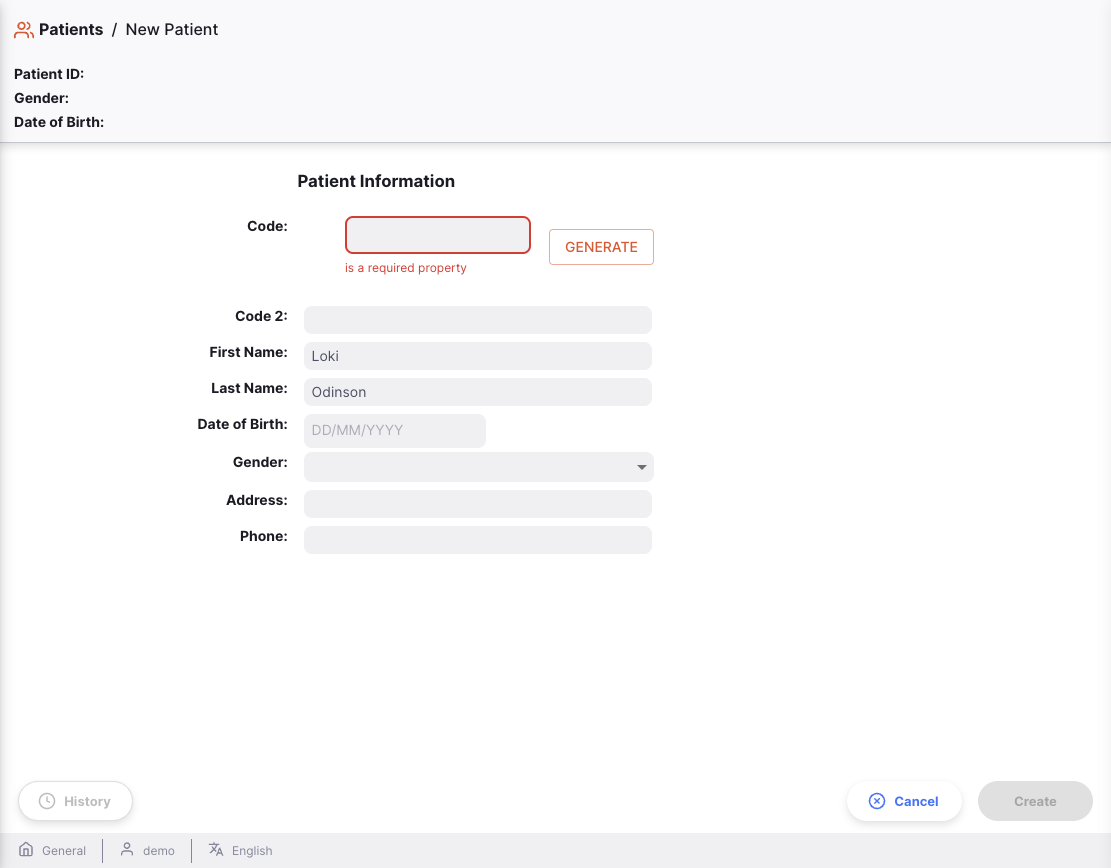 Patients / New Patient
Patient ID:
Gender:
Date of Birth:
Patient Information
Code:
GENERATE
is a required property
Code 2:
First Name: Loki
Last Name: Odinson
Date of Birth: DD/MM/YYYY
Gender:
Address:
Phone:
History
Cancel
Create
General
demo
English